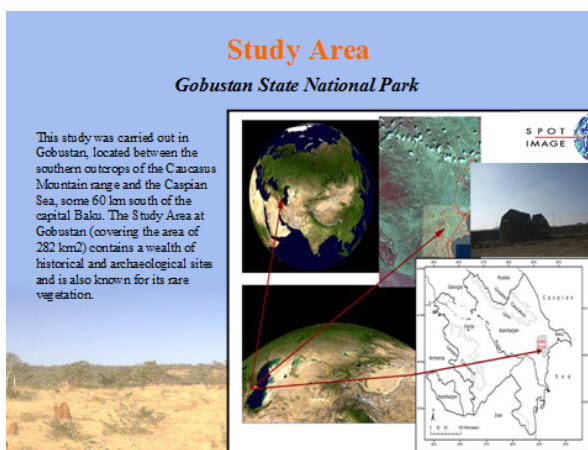 Study Area
Gobustan State National Park
This study was carried out in
Gobustan, located between the
southern outcrops of the Caucasus
Mountain range and the Caspian
Sea, some 60 km south of the
capital Baku. The Study Area at
Gobustan (covering the area of
282 km2) contains a wealth of
historical and archaeological sites
and is also known for its rare
vegetation.
SPOT
IMAGE
Russia
Georgia
Caspian
Azerbaijan
Armenia
Sea
Azerbaijan
Iran